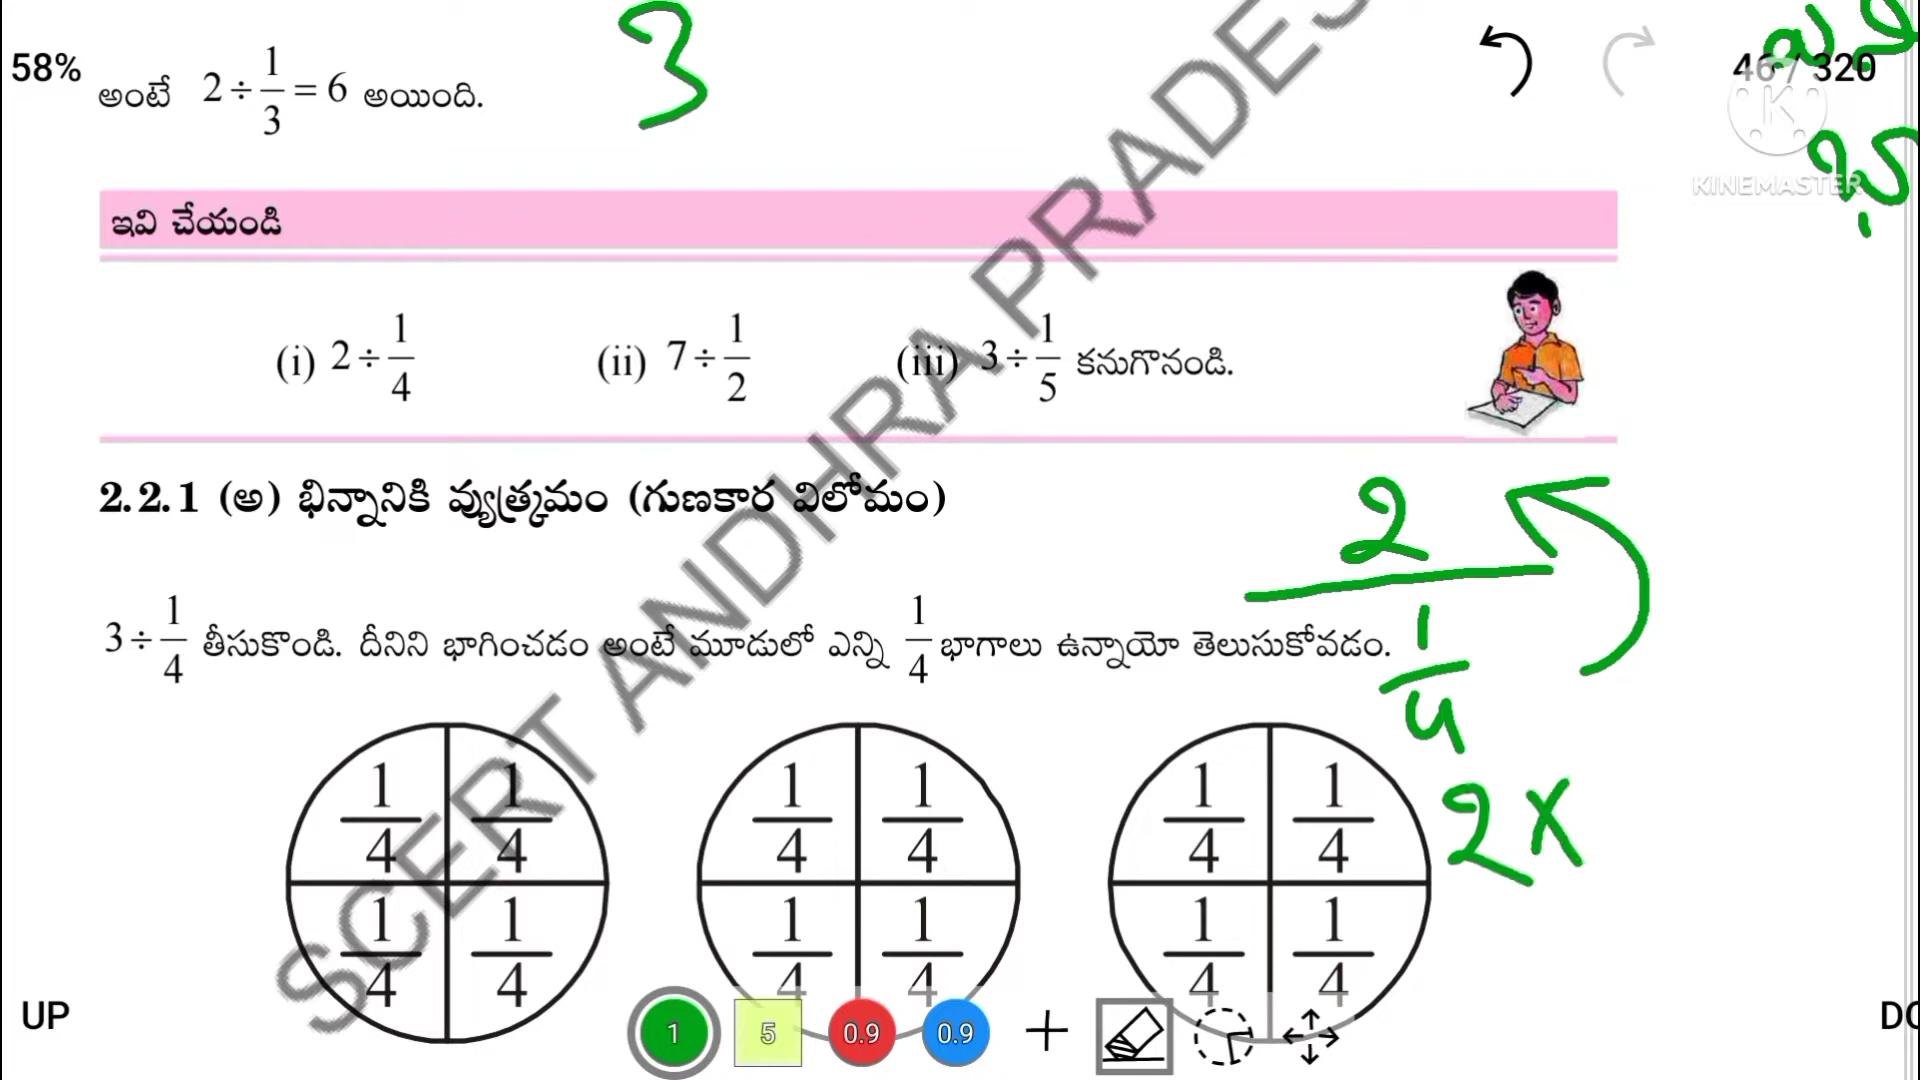 58%
అంటే 2 ÷ 1/3 = 6 అయింది.
3
46 / 320
KINEMASTER
ఇవి చేయండి
(i) 2 ÷ 1/4 (ii) 7 ÷ 1/2 (iii) 3 ÷ 1/5 కనుగొనండి.
2.2.1 (అ) భిన్నానికి వ్యుత్క్రమం (గుణకార విలోమం)
2
1/4
3 ÷ 1/4 తీసుకొండి. దీనిని భాగించడం అంటే మూడులో ఎన్ని 1/4 భాగాలు ఉన్నాయో తెలుసుకోవడం.
2 x
1/4 1/4 1/4 1/4 1/4 1/4
1/4 1/4 1/4 1/4 1/4 1/4
SCERT ANDHRA PRADES
UP
1 5 0.9 0.9 +